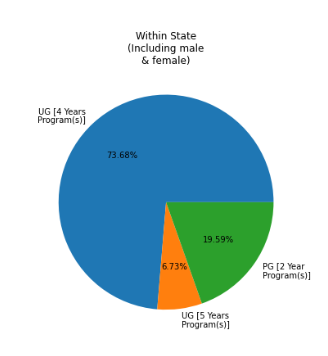 Within State
(Including male
& female)
UG [4 Years
Program(s)]
73.68%
19.59%
6.73%
PG [2 Year
Program(s)]
UG [5 Years
Program(s)]